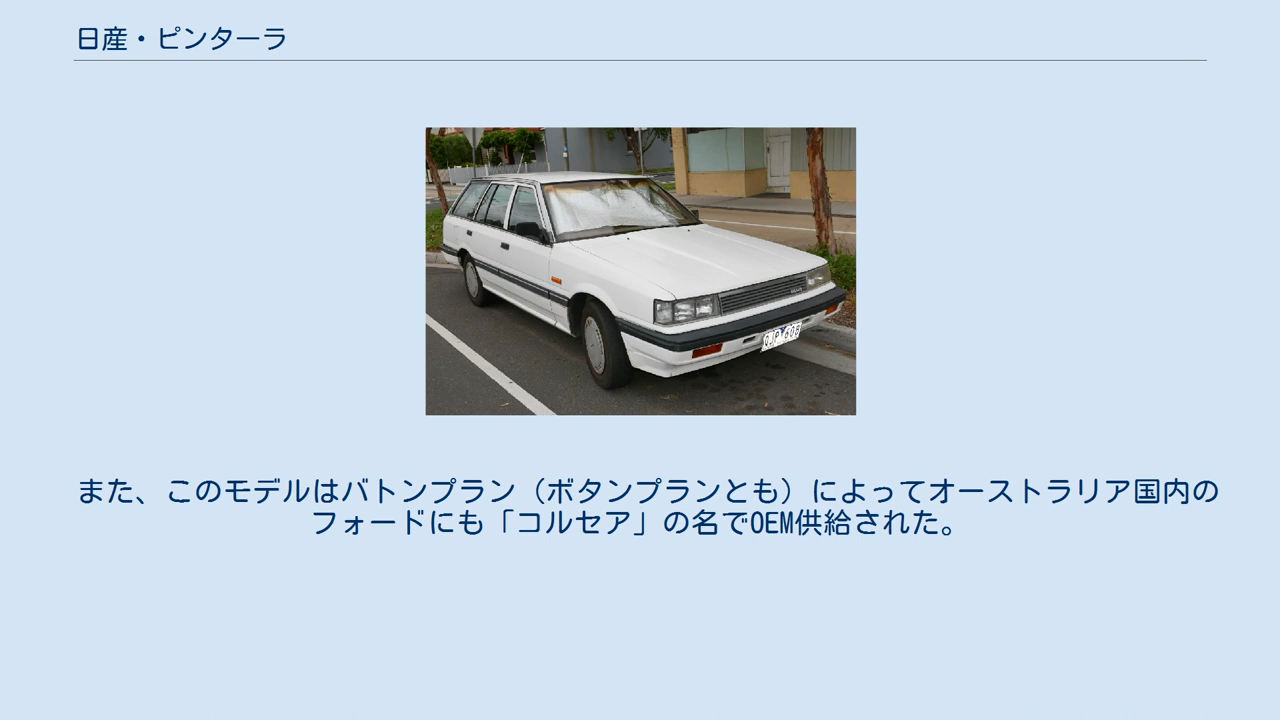 日産・ピンターラ
また、このモデルはバトンプラン（ボタンプランとも）によってオーストラリア国内の
フォードにも「コルセア」の名でOEM供給された。